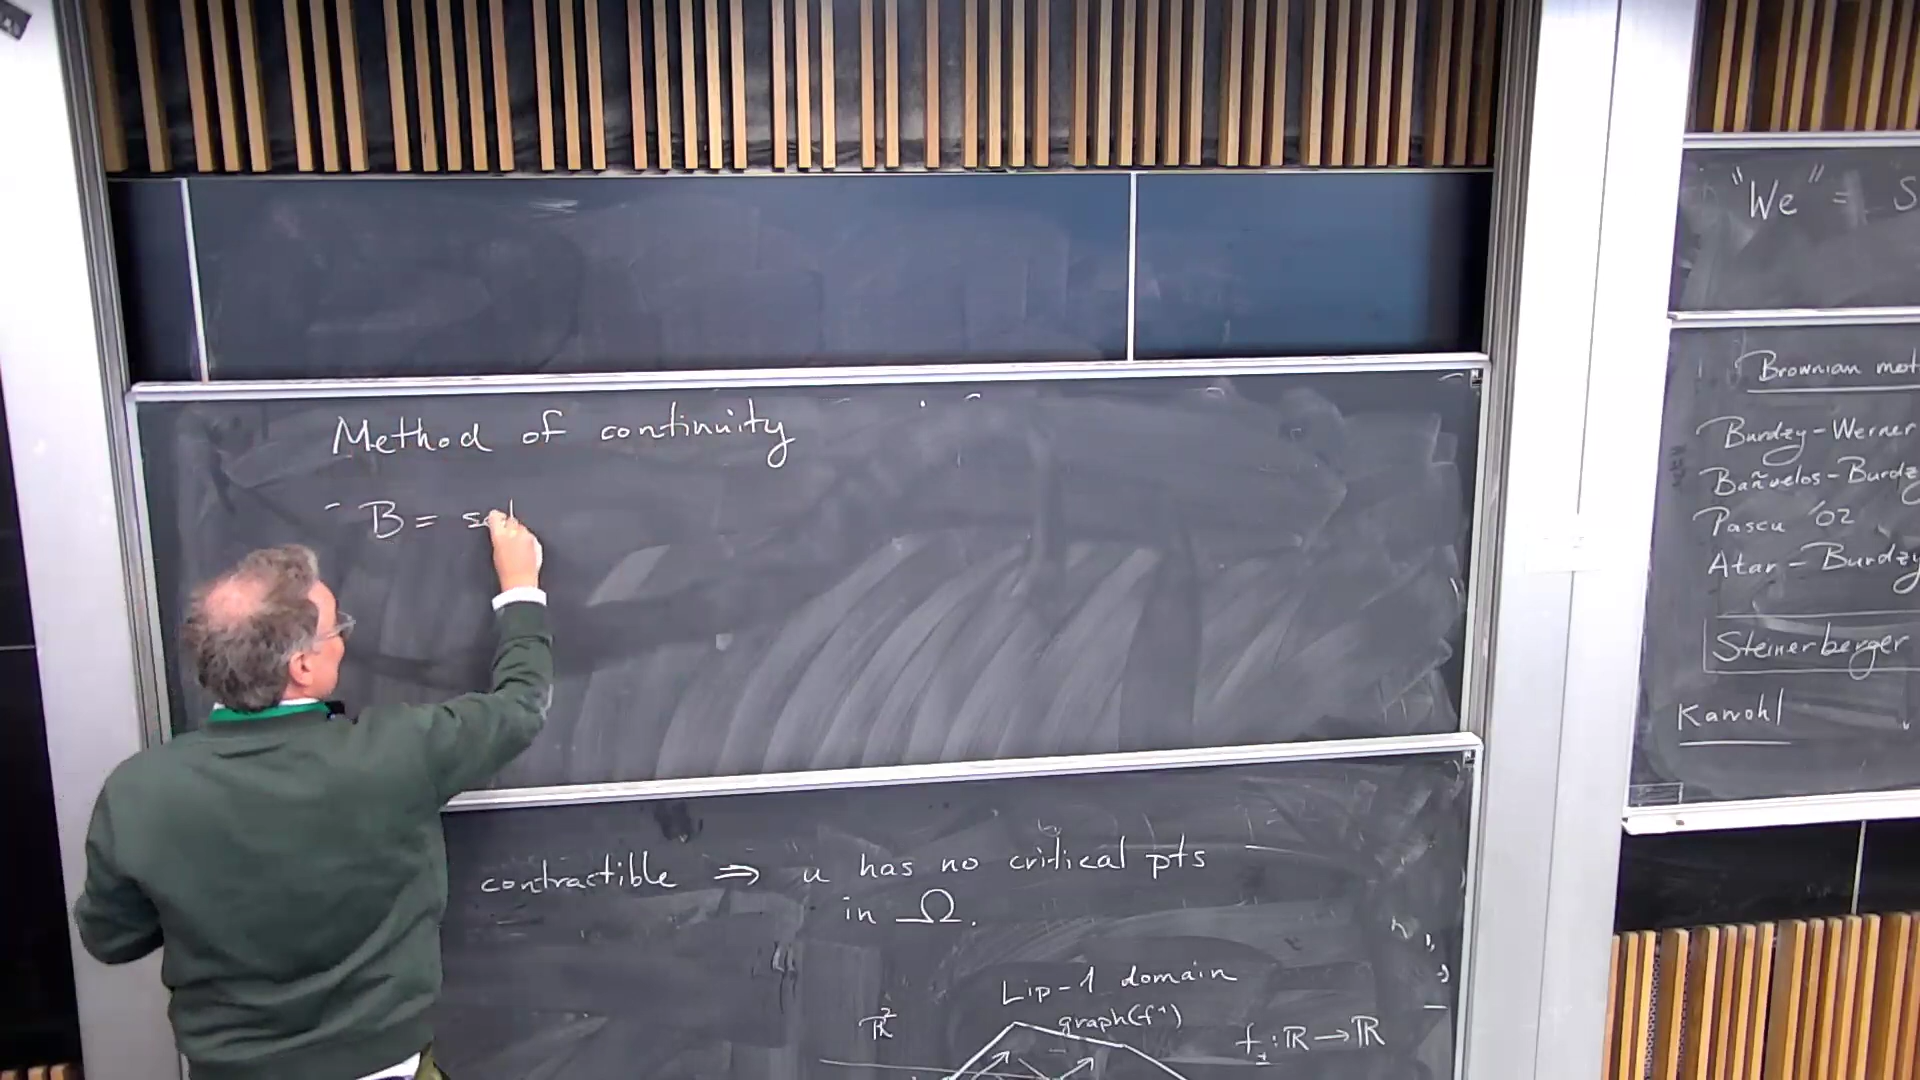 Method of continuity
- B =
contractible ⇒ u has no critical pts
in Ω.
Lip-1 domain
ℝ²
graph(f⁺)
f₊ : ℝ → ℝ
"We" = S
Brownian mot
Burdzy-Werner
Bañuelos-Burdz
Pascu '02
Atar-Burdzy
Steinerberger
Kawohl